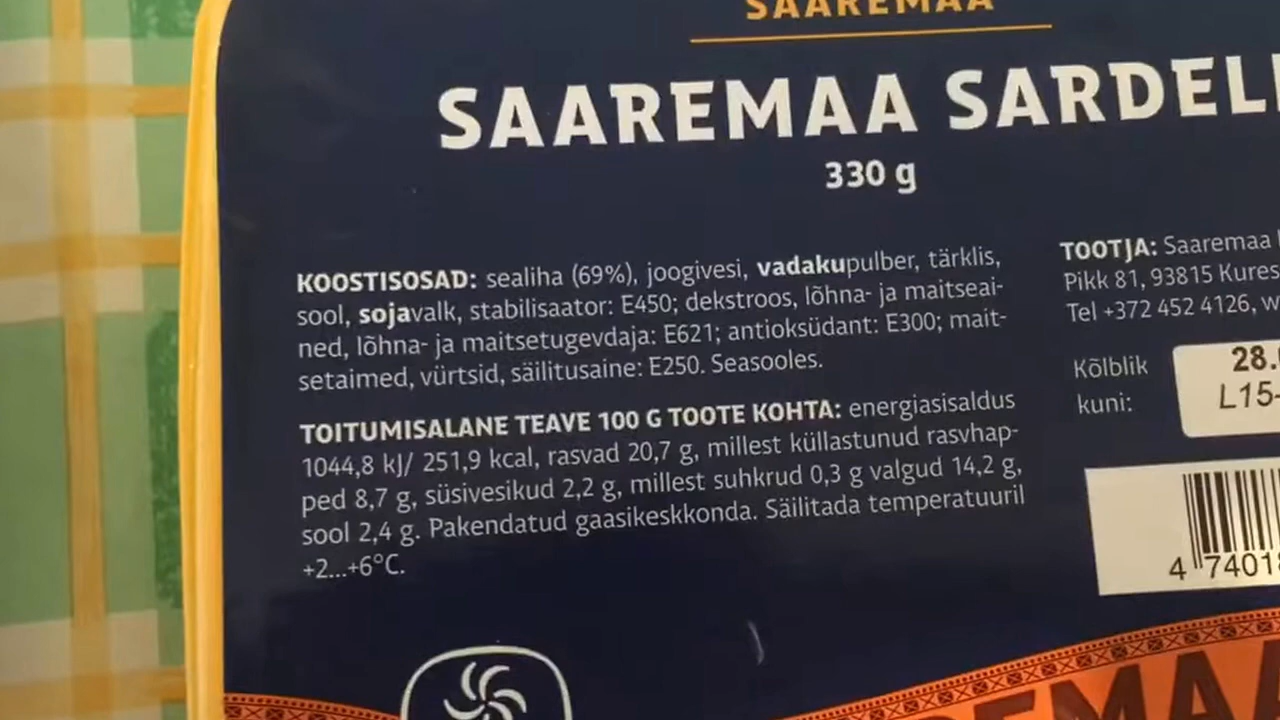 SAAREMAA
SAAREMAA SARDELL
330 g
KOOSTISOSAD: sealiha (69%), joogivesi, vadakupulber, tärklis,
sool, sojavalk, stabilisaator: E450; dekstroos, lõhna- ja maitseai-
ned, lõhna- ja maitsetugevdaja: E621; antioksüdant: E300; mait-
setaimed, vürtsid, säilitusaine: E250. Seasooles.
TOITUMISALANE TEAVE 100 G TOOTE KOHTA: energiasisaldus
1044,8 kJ/ 251,9 kcal, rasvad 20,7 g, millest küllastunud rasvhap-
ped 8,7 g, süsivesikud 2,2 g, millest suhkrud 0,3 g valgud 14,2 g,
sool 2,4 g. Pakendatud gaasikeskkonda. Säilitada temperatuuril
+2...+6°C.
TOOTJA: Saaremaa
Pikk 81, 93815 Kures
Tel +372 452 4126, w
Kõlblik
kuni:
28.
L15-
4 7401
EMAA